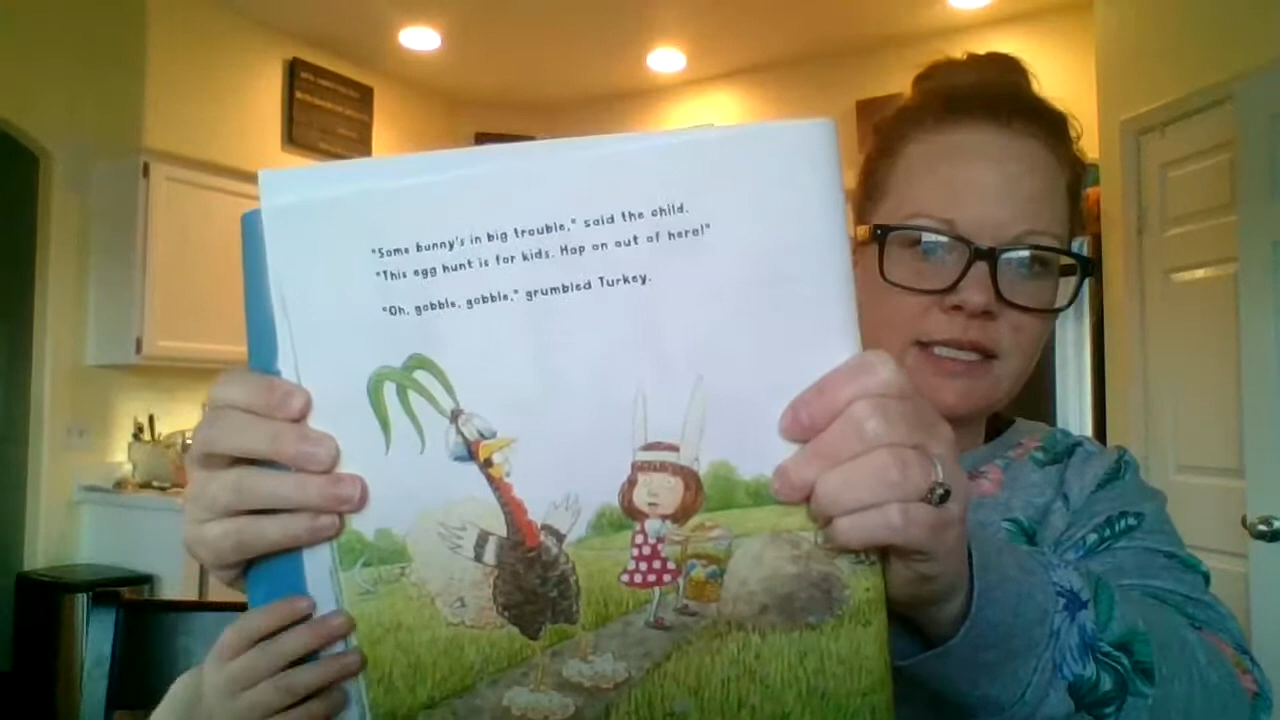 "Some bunny's in big trouble," said the child.
"This egg hunt is for kids. Hop on out of here!"
"Oh, gobble, gobble," grumbled Turkey.